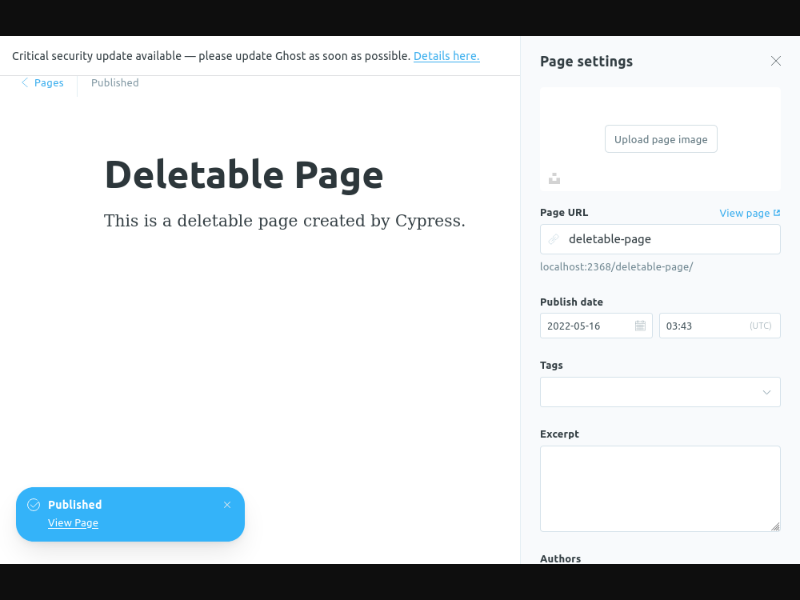 Critical security update available — please update Ghost as soon as possible. Details here.
Pages
Published
Deletable Page
This is a deletable page created by Cypress.
Published
View Page
Page settings
Upload page image
Page URL
View page
deletable-page
localhost:2368/deletable-page/
Publish date
2022-05-16
03:43
(UTC)
Tags
Excerpt
Authors